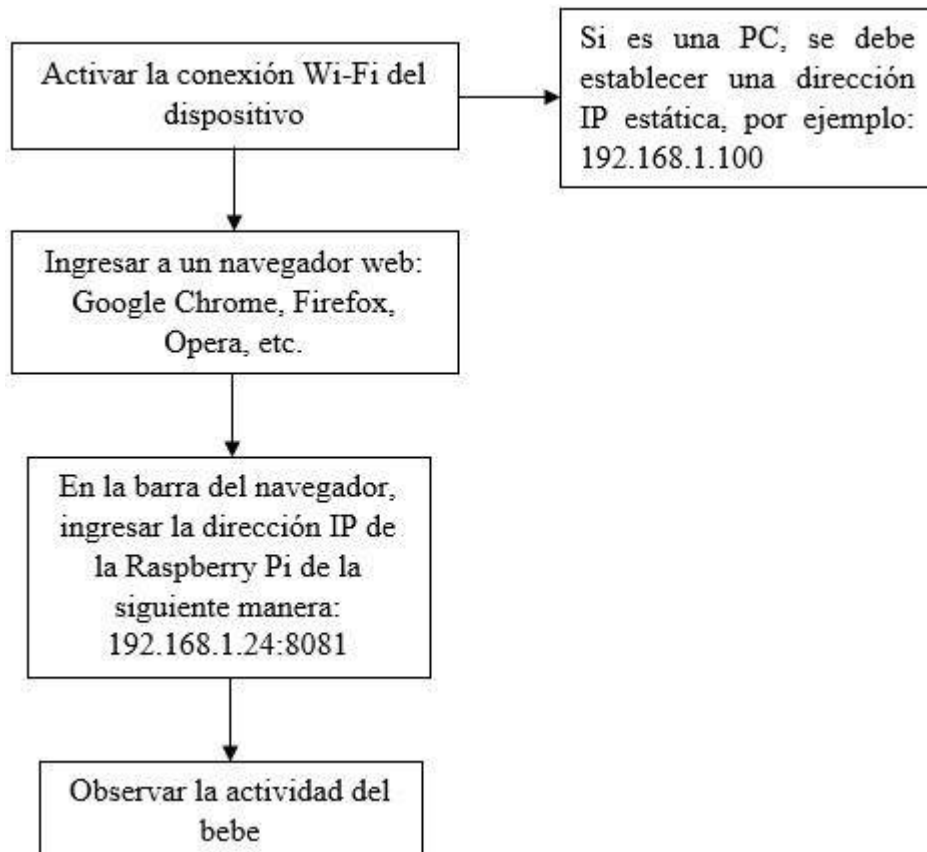 Activar la conexión Wi-Fi del
dispositivo
Si es una PC, se debe
establecer una dirección
IP estática, por ejemplo:
192.168.1.100
Ingresar a un navegador web:
Google Chrome, Firefox,
Opera, etc.
En la barra del navegador,
ingresar la dirección IP de
la Raspberry Pi de la
siguiente manera:
192.168.1.24:8081
Observar la actividad del
bebe